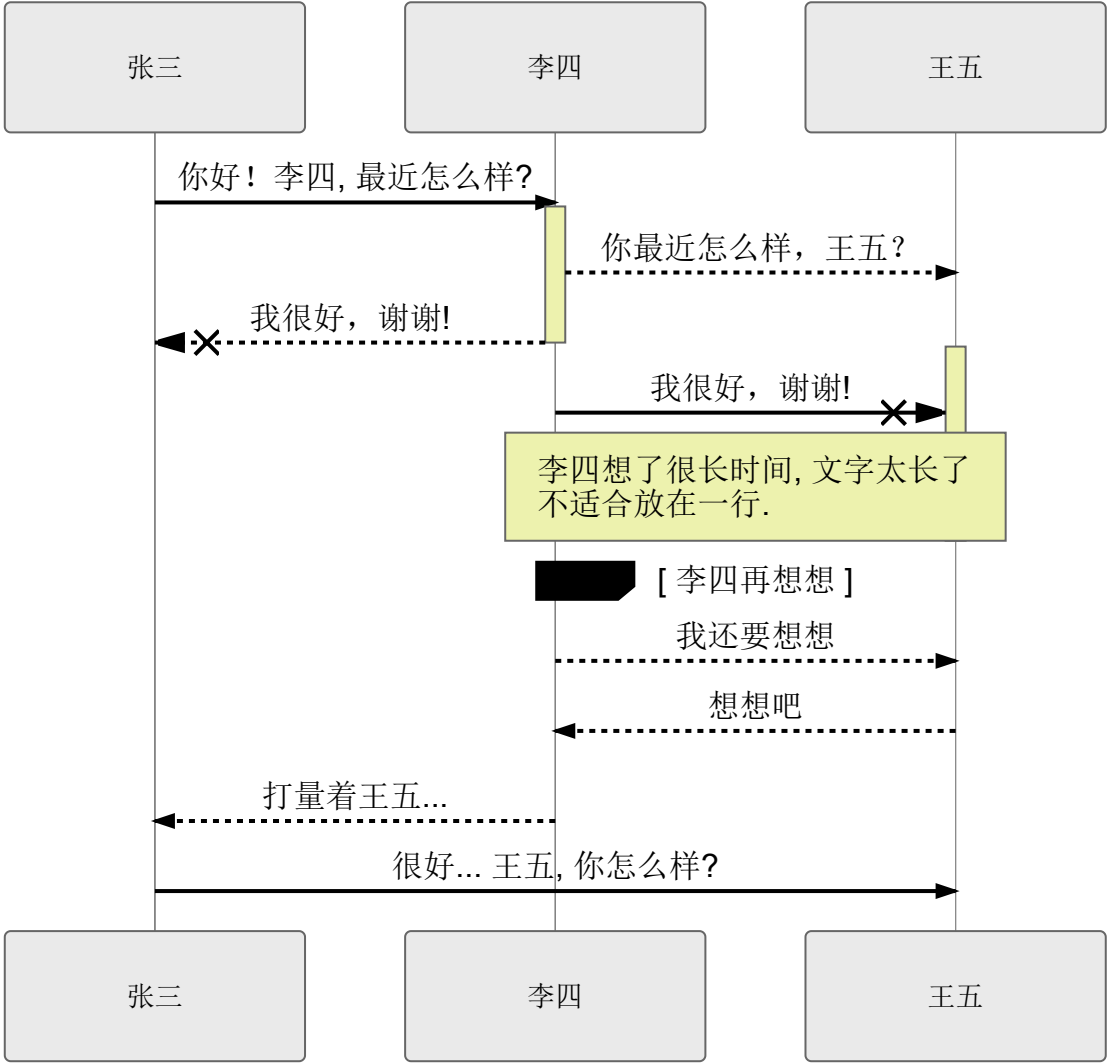 张三
李四
王五
你好！李四, 最近怎么样?
你最近怎么样，王五？
我很好，谢谢!
我很好，谢谢!
李四想了很长时间, 文字太长了
不适合放在一行.
[ 李四再想想 ]
我还要想想
想想吧
打量着王五...
很好... 王五, 你怎么样?
张三
李四
王五